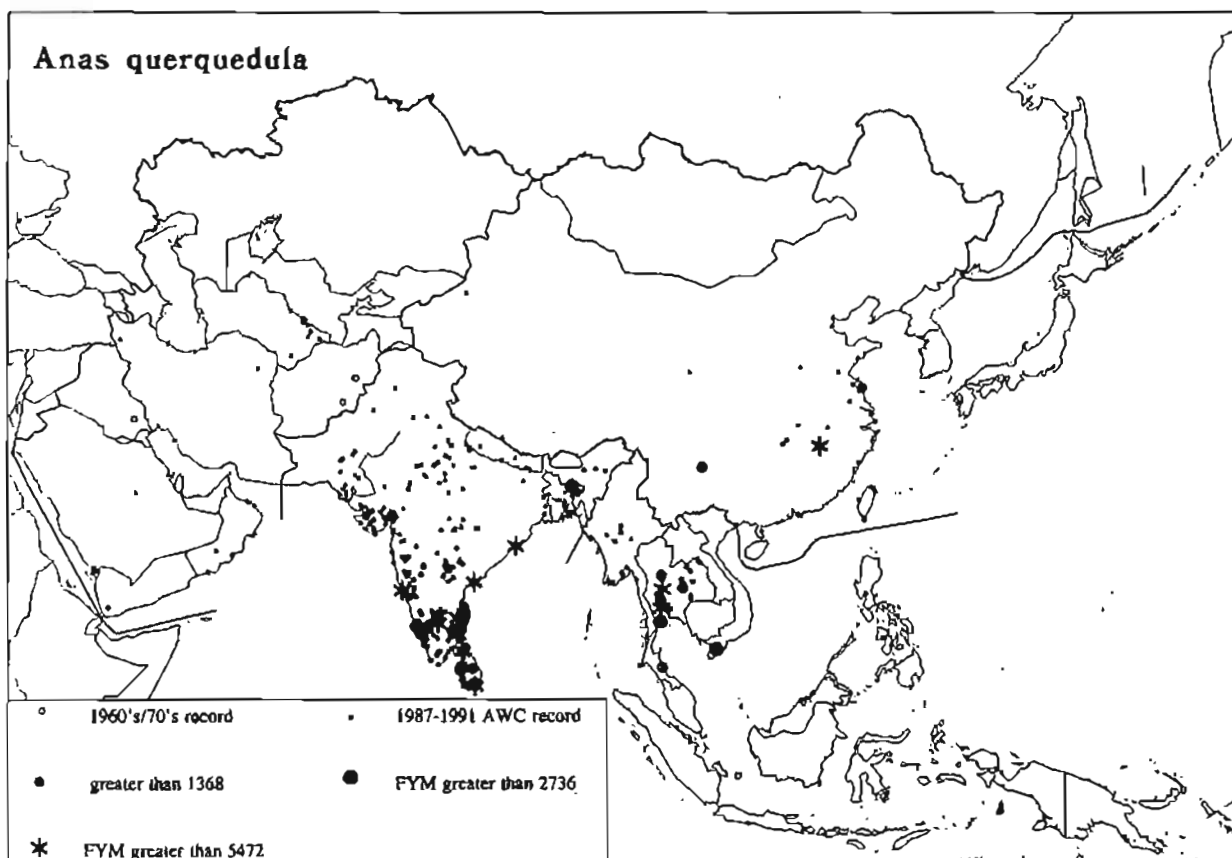 Anas querquedula
1960's/70's record
1987-1991 AWC record
greater than 1368
FYM greater than 2736
FYM greater than 5472